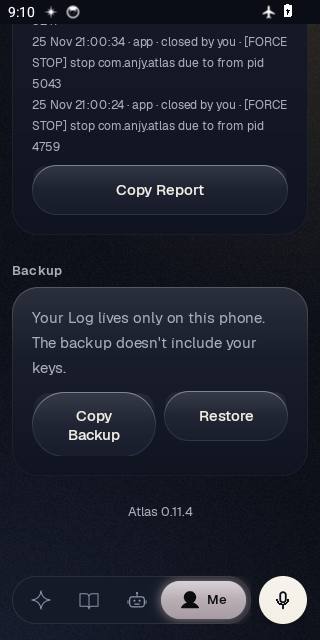 9:10
25 Nov 21:00:34 · app · closed by you · [FORCE
STOP] stop com.anjy.atlas due to from pid
5043
25 Nov 21:00:24 · app · closed by you · [FORCE
STOP] stop com.anjy.atlas due to from pid
4759
Copy Report
Backup
Your Log lives only on this phone.
The backup doesn't include your
keys.
Copy
Backup
Restore
Atlas 0.11.4
Me